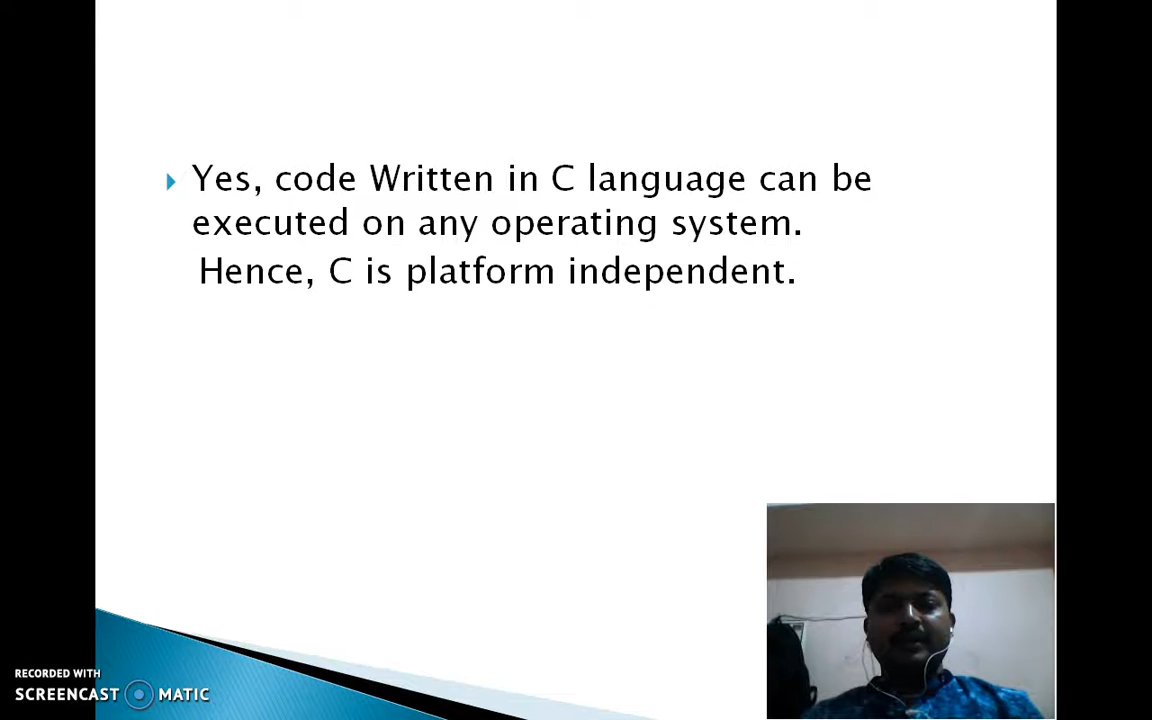 Yes, code Written in C language can be
executed on any operating system.
Hence, C is platform independent.
RECORDED WITH
SCREENCAST MATIC